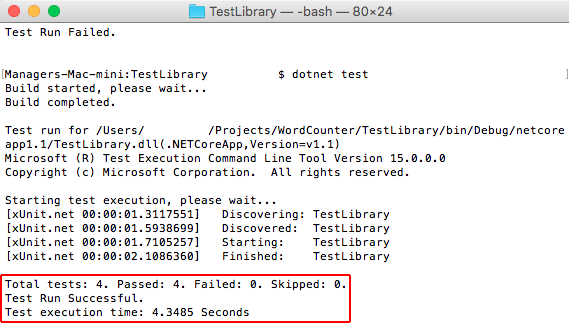 TestLibrary — -bash — 80×24
Test Run Failed.
[Managers-Mac-mini:TestLibrary $ dotnet test ]
Build started, please wait...
Build completed.
Test run for /Users/ /Projects/WordCounter/TestLibrary/bin/Debug/netcore
app1.1/TestLibrary.dll(.NETCoreApp,Version=v1.1)
Microsoft (R) Test Execution Command Line Tool Version 15.0.0.0
Copyright (c) Microsoft Corporation.  All rights reserved.
Starting test execution, please wait...
[xUnit.net 00:00:01.3117551]   Discovering: TestLibrary
[xUnit.net 00:00:01.5938699]   Discovered:  TestLibrary
[xUnit.net 00:00:01.7105257]   Starting:    TestLibrary
[xUnit.net 00:00:02.1086360]   Finished:    TestLibrary
Total tests: 4. Passed: 4. Failed: 0. Skipped: 0.
Test Run Successful.
Test execution time: 4.3485 Seconds